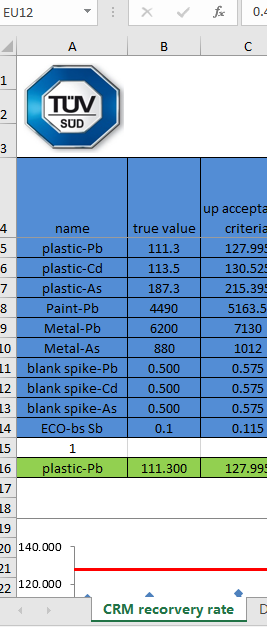 EU12 fx 0.4
A B C
1
TÜV
2
SÜD
3
up accepta
criteria
4 name true value
5 plastic-Pb 111.3 127.995
6 plastic-Cd 113.5 130.525
7 plastic-As 187.3 215.395
8 Paint-Pb 4490 5163.5
9 Metal-Pb 6200 7130
10 Metal-As 880 1012
11 blank spike-Pb 0.500 0.575
12 blank spike-Cd 0.500 0.575
13 blank spike-As 0.500 0.575
14 ECO-bs Sb 0.1 0.115
15 1
16 plastic-Pb 111.300 127.995
17
18
19
20 140.000
21
22 120.000
CRM recorvery rate